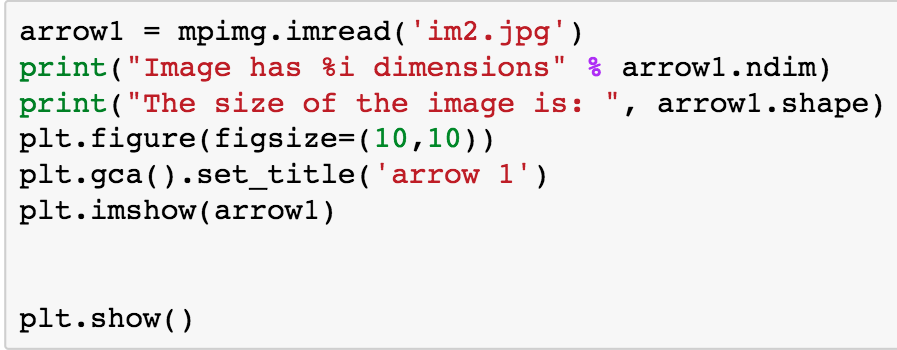 arrow1 = mpimg.imread('im2.jpg')
print("Image has %i dimensions" % arrow1.ndim)
print("The size of the image is: ", arrow1.shape)
plt.figure(figsize=(10,10))
plt.gca().set_title('arrow 1')
plt.imshow(arrow1)
plt.show()